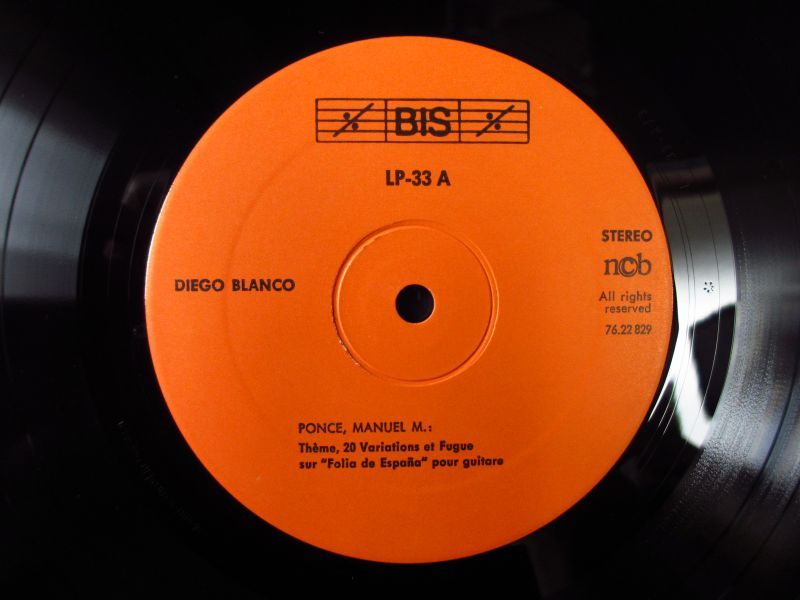 BIS
LP-33 A
STEREO
ncb
DIEGO BLANCO
All rights
reserved
76.22 829
PONCE, MANUEL M.:
Thème, 20 Variations et Fugue
sur "Folia de España" pour guitare